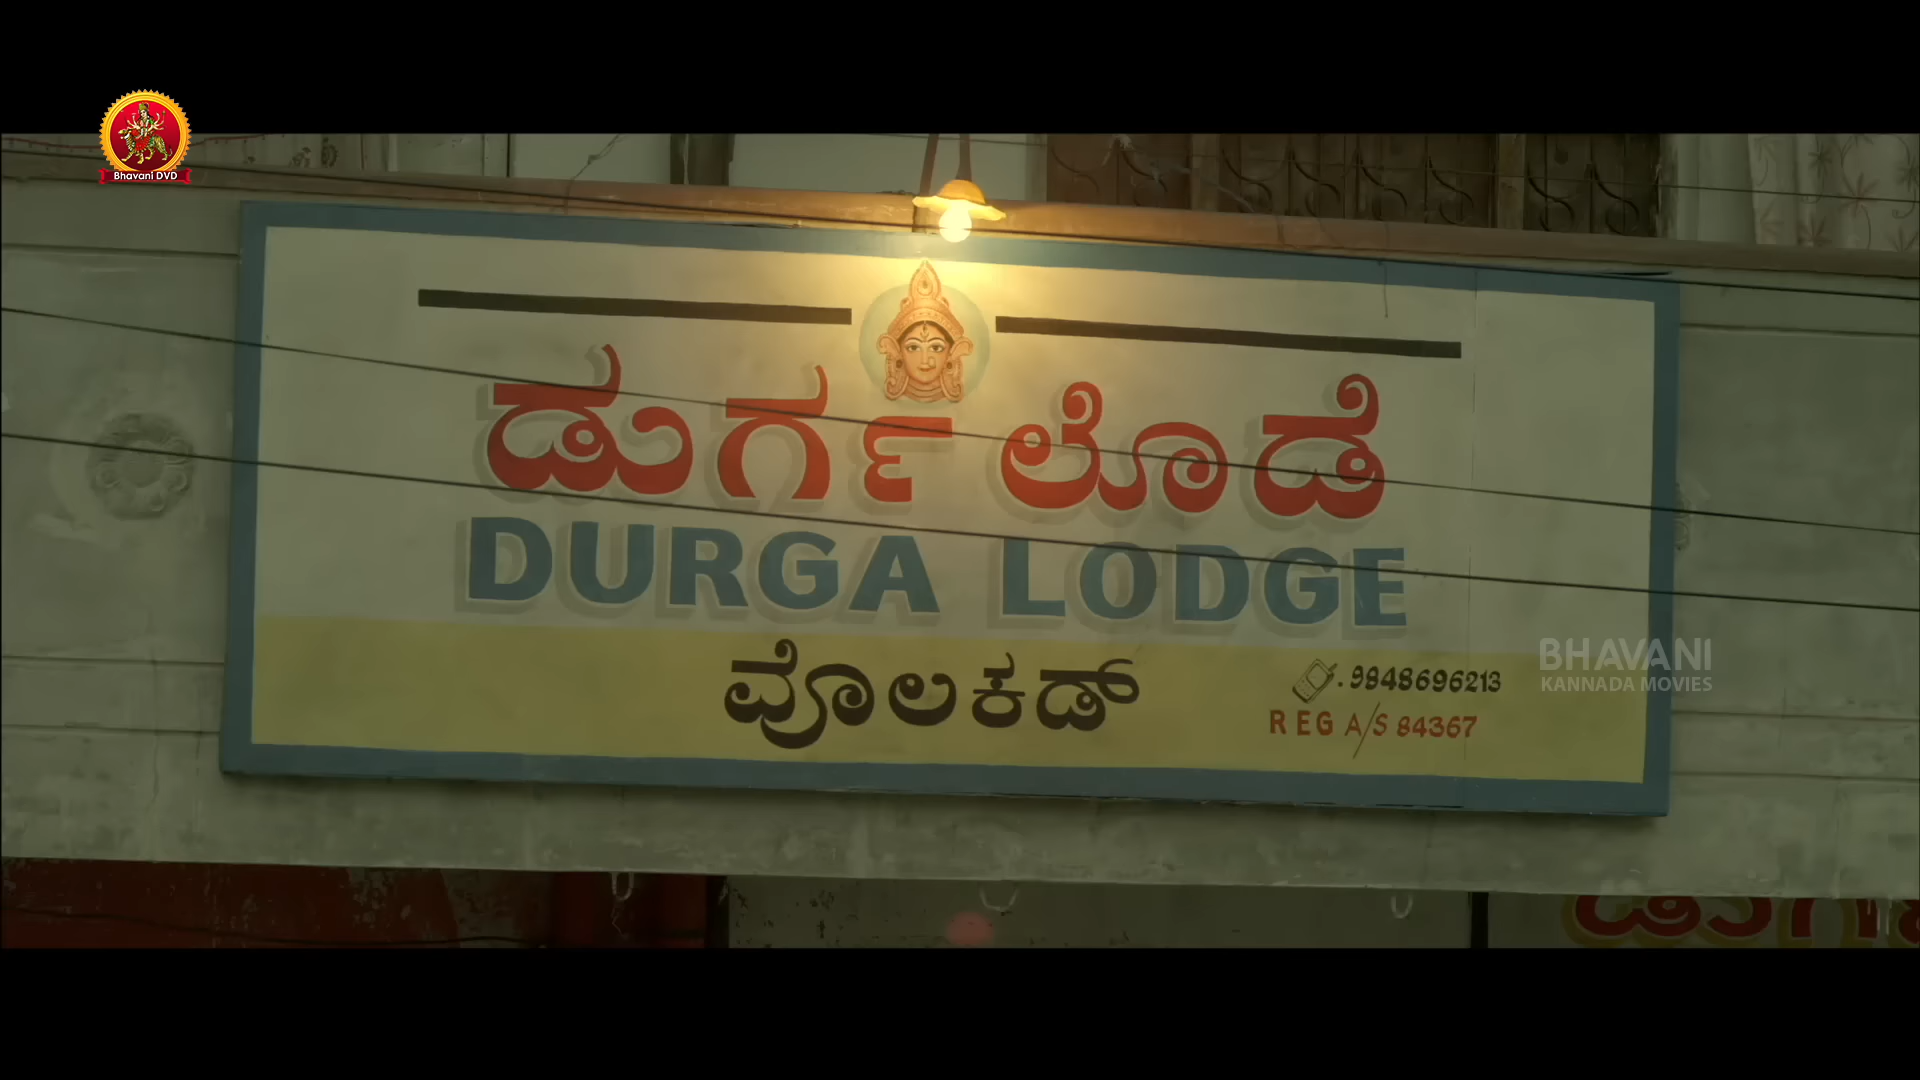 Bhavani DVD
ಡುರ್ಗ ಲೊಡೆ
DURGA LODGE
ವೊಲಕಡ್
. 9848696213
REG A/S 84367
BHAVANI
KANNADA MOVIES